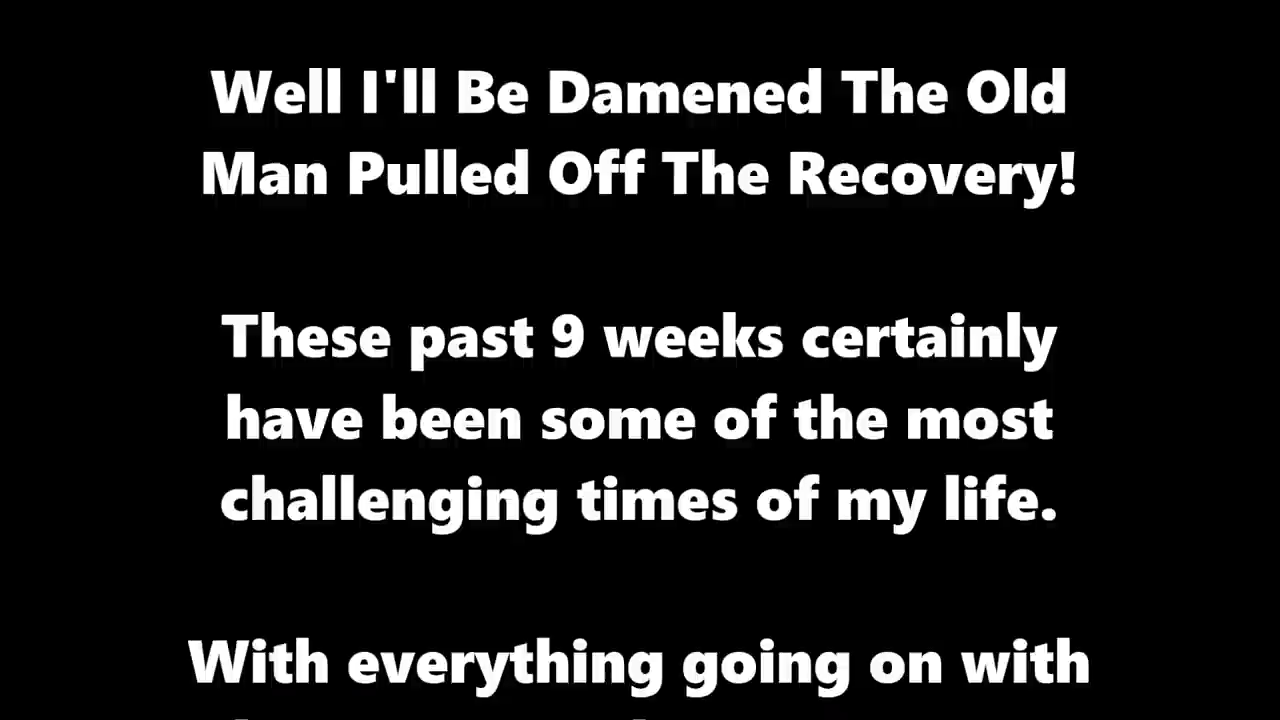 Well I'll Be Damened The Old
Man Pulled Off The Recovery!
These past 9 weeks certainly
have been some of the most
challenging times of my life.
With everything going on with